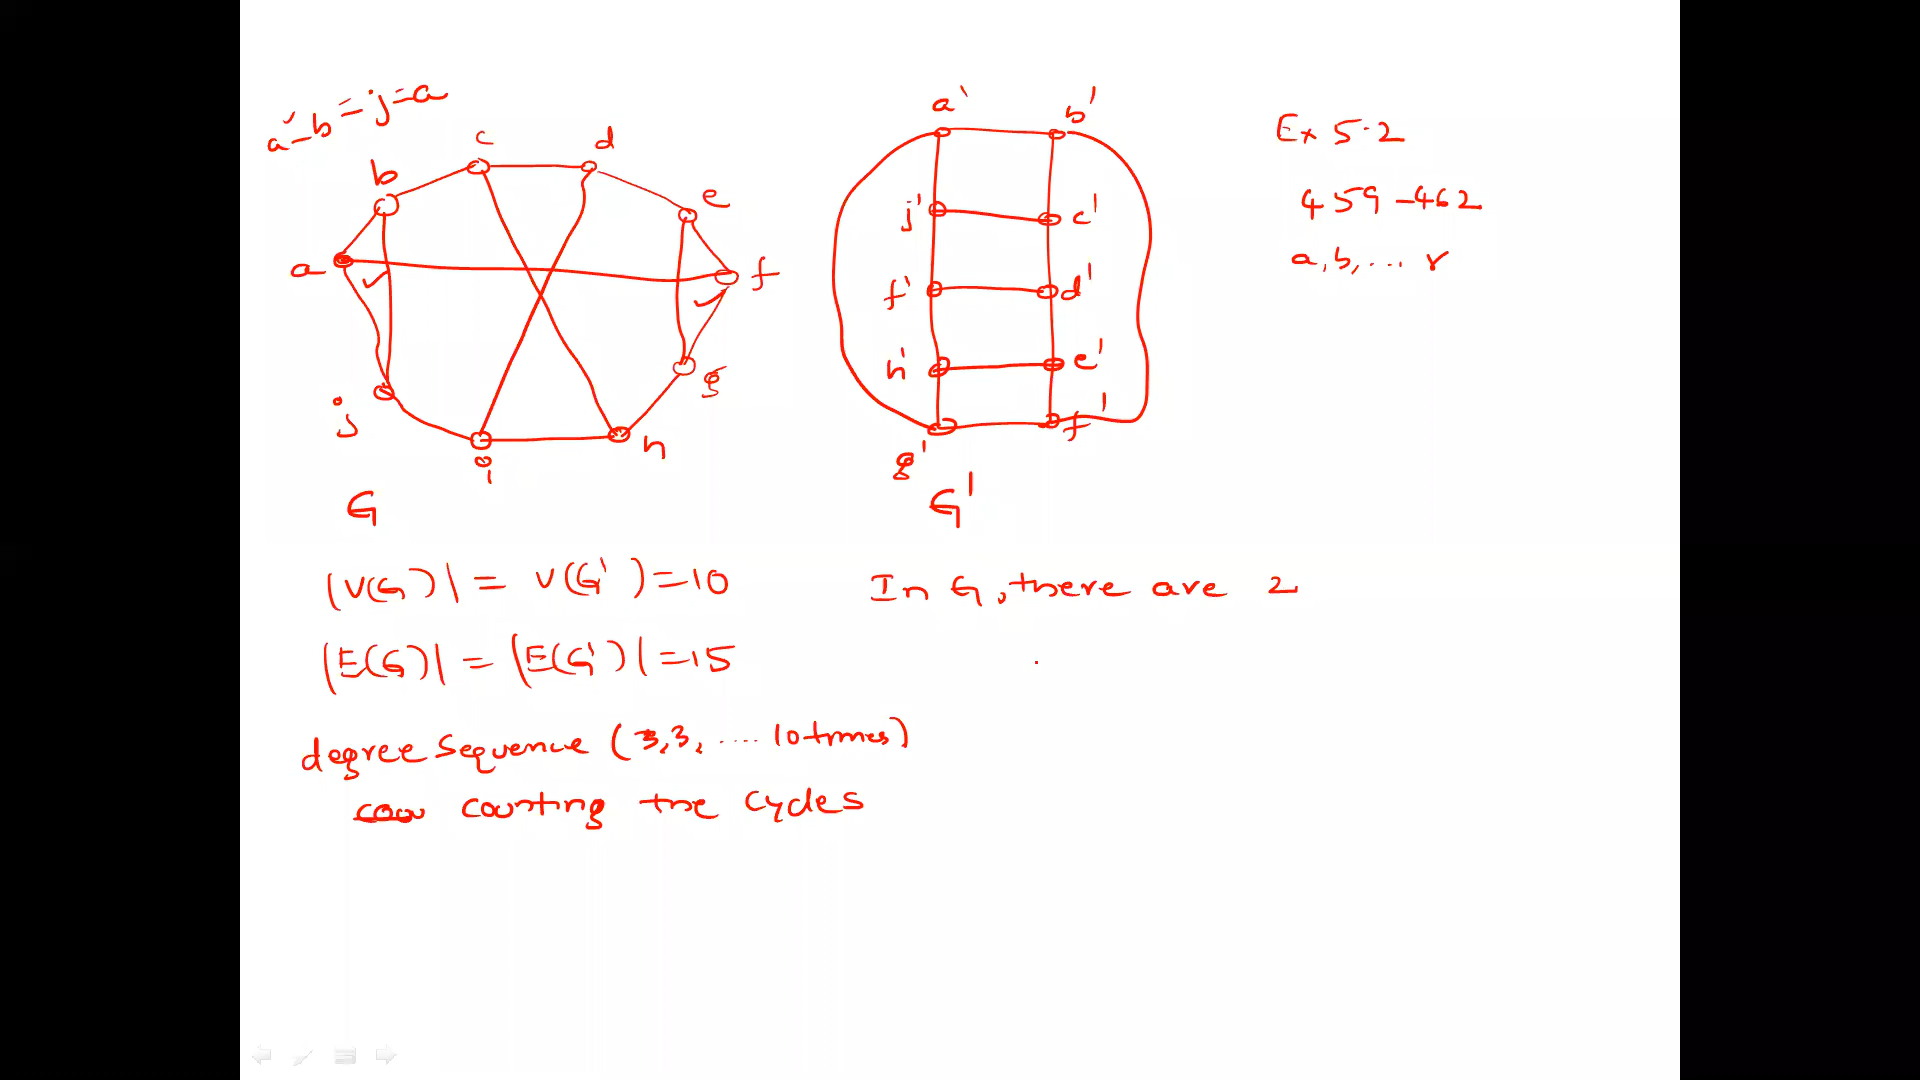 a-b=j=a
c
d
b
e
a
f
j
g
i
h
G
a'
b'
j'
c'
f'
d'
h'
e'
g'
f'
G'
Ex 5.2
459-462
a,b,... r
|V(G)| = V(G')=10
|E(G)| = |E(G')|=15
degree sequence (3,3, .... 10 times)
counting the cycles
In G, there are 2